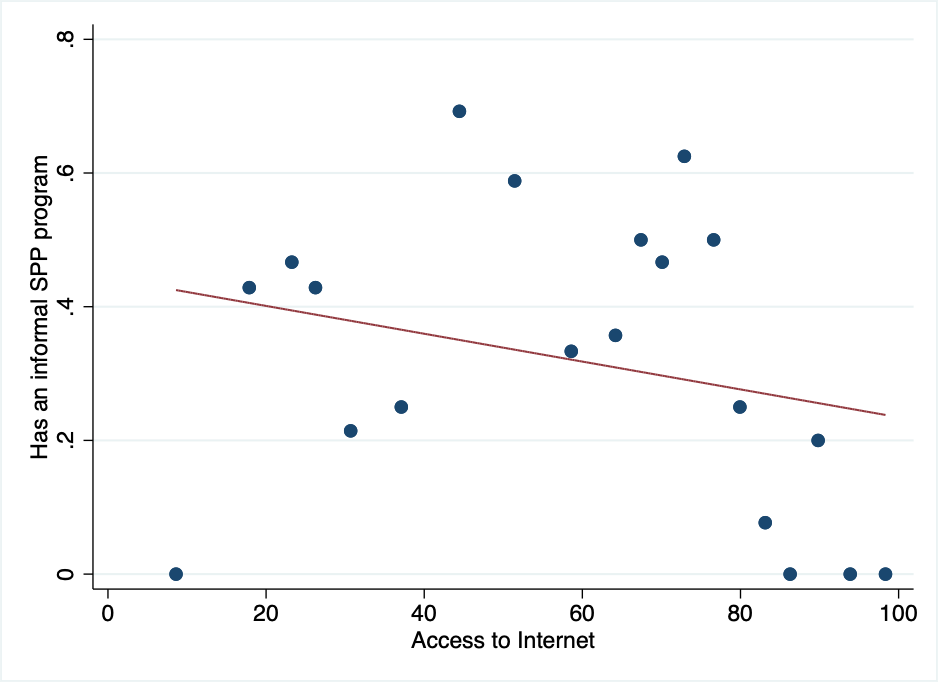 Has an informal SPP program
.8
.6
.4
.2
0
0 20 40 60 80 100
Access to Internet